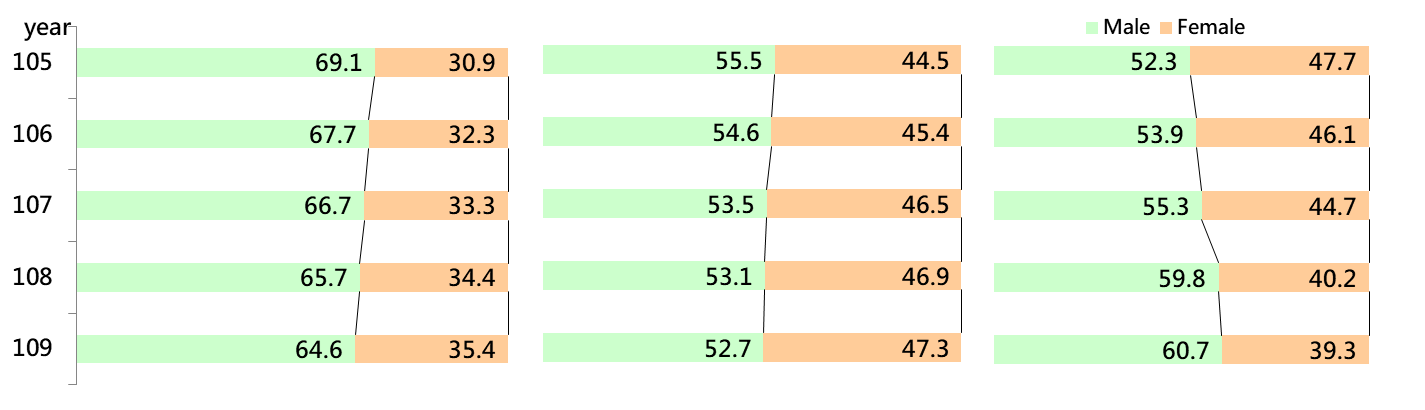 year Male Female
105 69.1 30.9 55.5 44.5 52.3 47.7
106 67.7 32.3 54.6 45.4 53.9 46.1
107 66.7 33.3 53.5 46.5 55.3 44.7
108 65.7 34.4 53.1 46.9 59.8 40.2
109 64.6 35.4 52.7 47.3 60.7 39.3